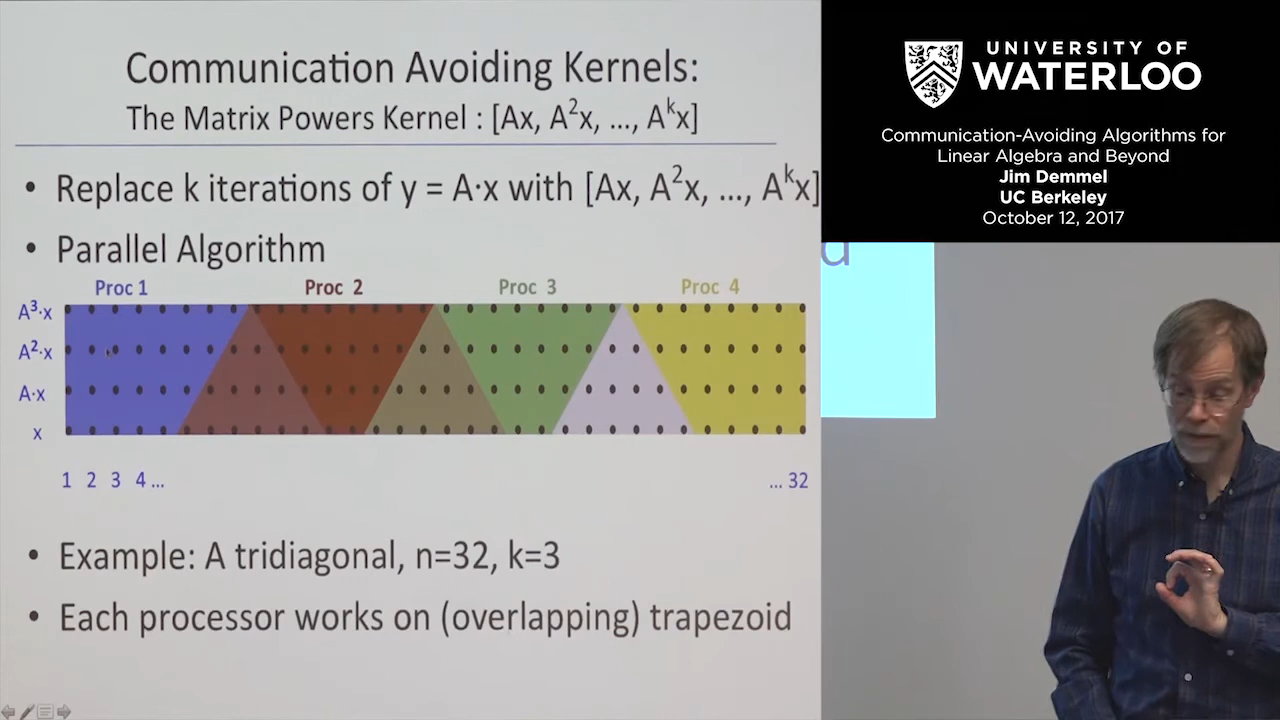 Communication Avoiding Kernels:
The Matrix Powers Kernel : [Ax, A²x, ..., Aᵏx]
• Replace k iterations of y = A·x with [Ax, A²x, ..., Aᵏx]
• Parallel Algorithm
Proc 1 Proc 2 Proc 3 Proc 4
A³·x
A²·x
A·x
x
1 2 3 4 ... ... 32
• Example: A tridiagonal, n=32, k=3
• Each processor works on (overlapping) trapezoid
UNIVERSITY OF
WATERLOO
Communication-Avoiding Algorithms for
Linear Algebra and Beyond
Jim Demmel
UC Berkeley
October 12, 2017